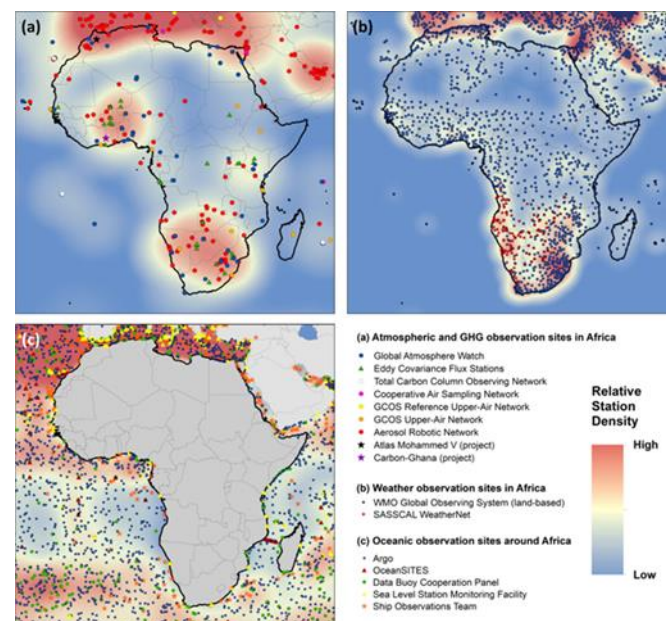 (a)
(b)
(c)
(a) Atmospheric and GHG observation sites in Africa
Global Atmosphere Watch
Eddy Covariance Flux Stations
Total Carbon Column Observing Network
Cooperative Air Sampling Network
GCOS Reference Upper-Air Network
GCOS Upper-Air Network
Aerosol Robotic Network
Atlas Mohammed V (project)
Carbon-Ghana (project)
(b) Weather observation sites in Africa
WMO Global Observing System (land-based)
SASSCAL WeatherNet
(c) Oceanic observation sites around Africa
Argo
OceanSITES
Data Buoy Cooperation Panel
Sea Level Station Monitoring Facility
Ship Observations Team
Relative
Station
Density
High
Low